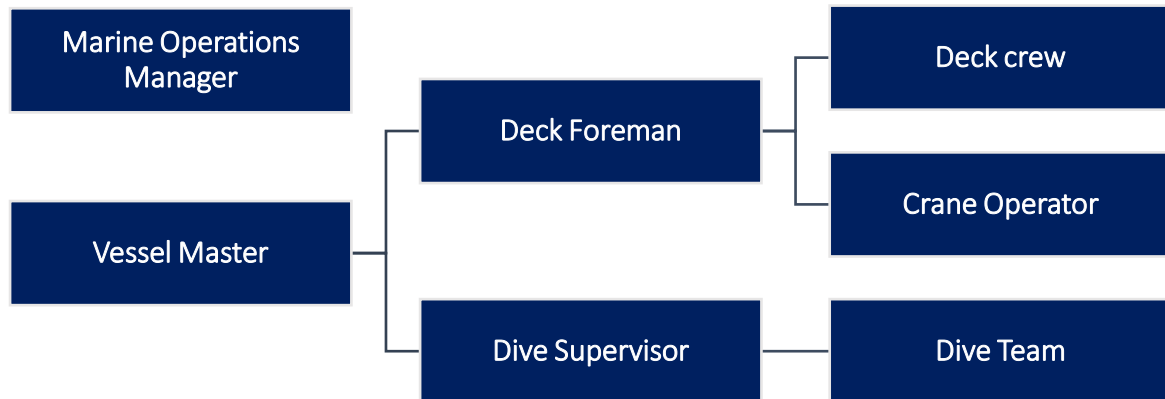 Marine Operations
Manager
Vessel Master
Deck Foreman
Dive Supervisor
Deck crew
Crane Operator
Dive Team